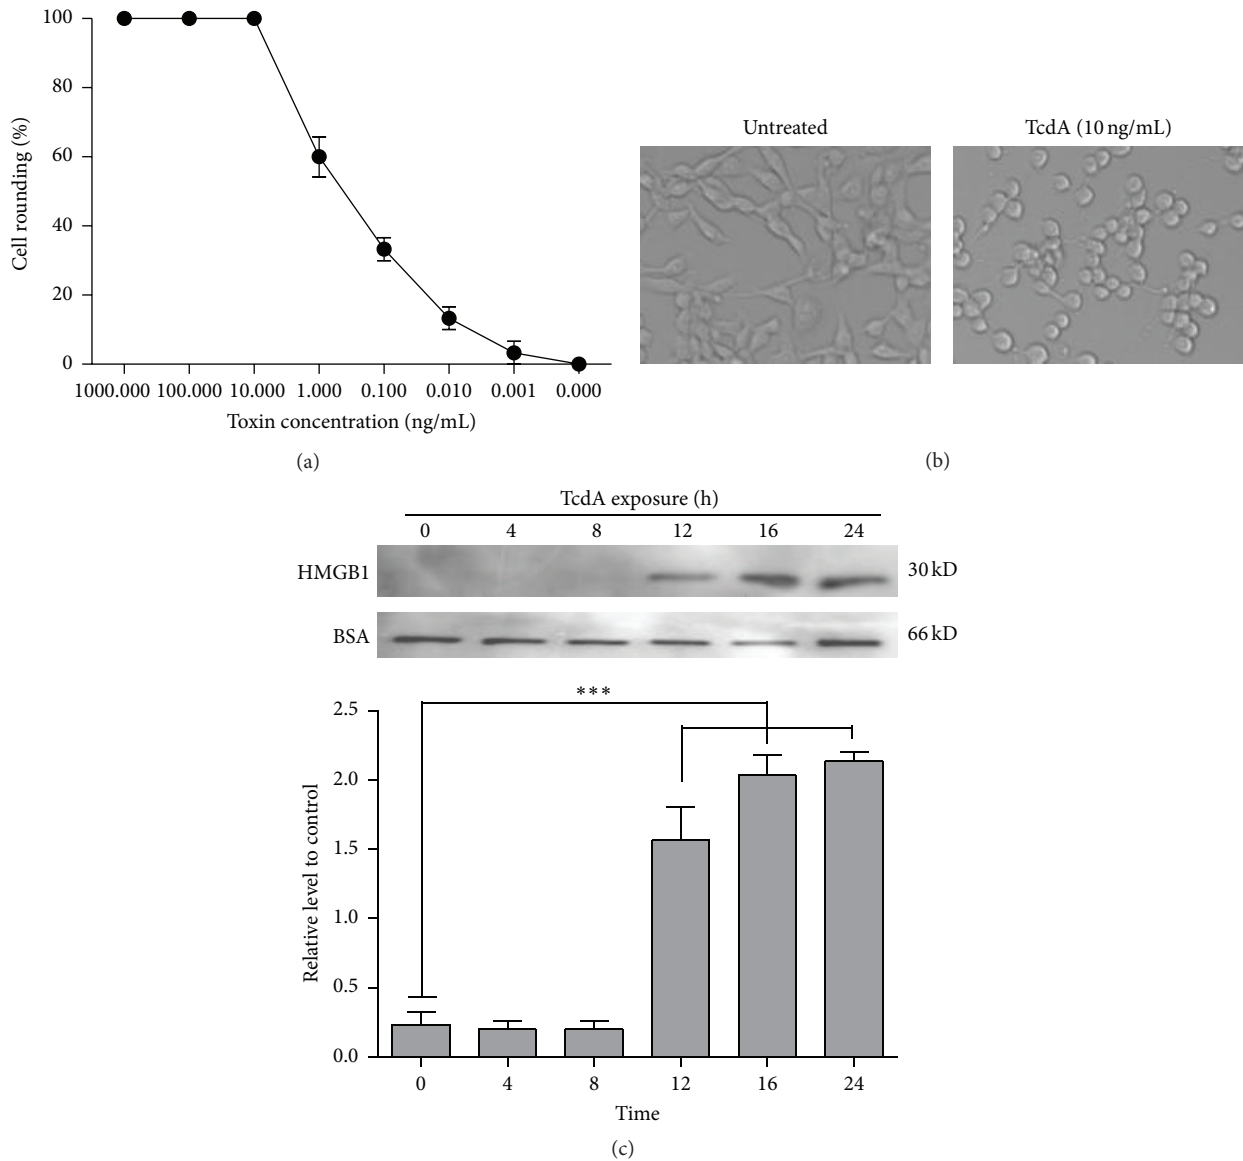 100
80
60
40
20
0
Cell rounding (%)
1000.000 100.000 10.000 1.000 0.100 0.010 0.001 0.000
Toxin concentration (ng/mL)
(a)
Untreated
TcdA (10 ng/mL)
(b)
TcdA exposure (h)
0 4 8 12 16 24
HMGB1
30 kD
BSA
66 kD
***
2.5
2.0
1.5
1.0
0.5
0.0
Relative level to control
0 4 8 12 16 24
Time
(c)